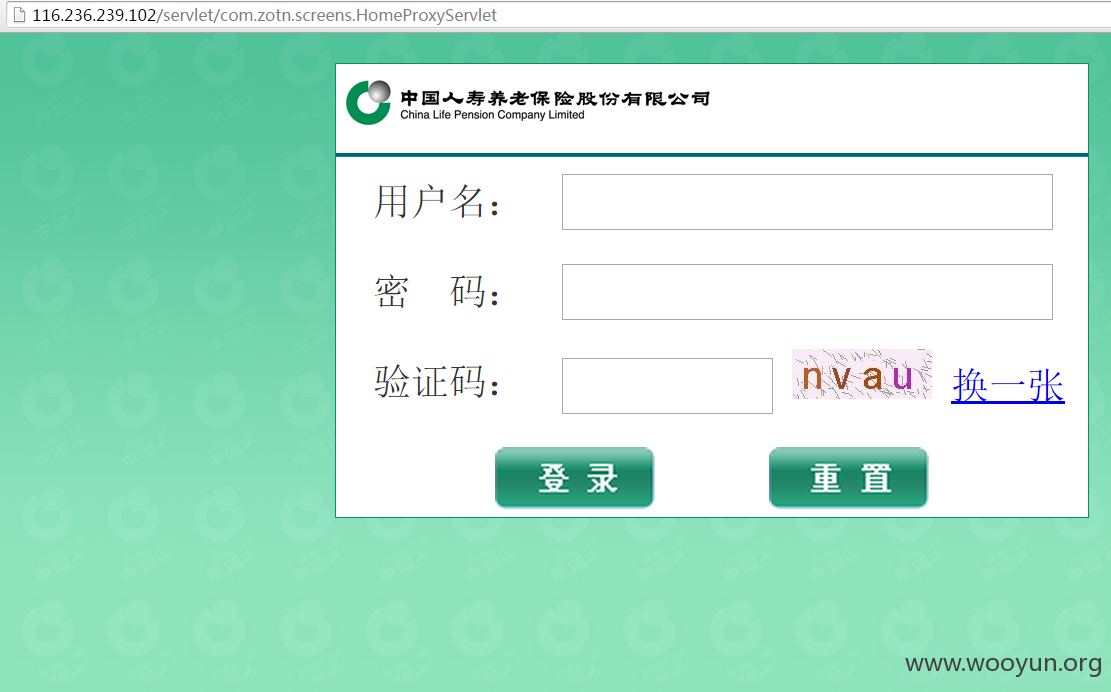 116.236.239.102/servlet/com.zotn.screens.HomeProxyServlet
中国人寿养老保险股份有限公司
China Life Pension Company Limited
用户名：
密 码：
验证码：
nvau
换一张
登 录
重 置
www.wooyun.org